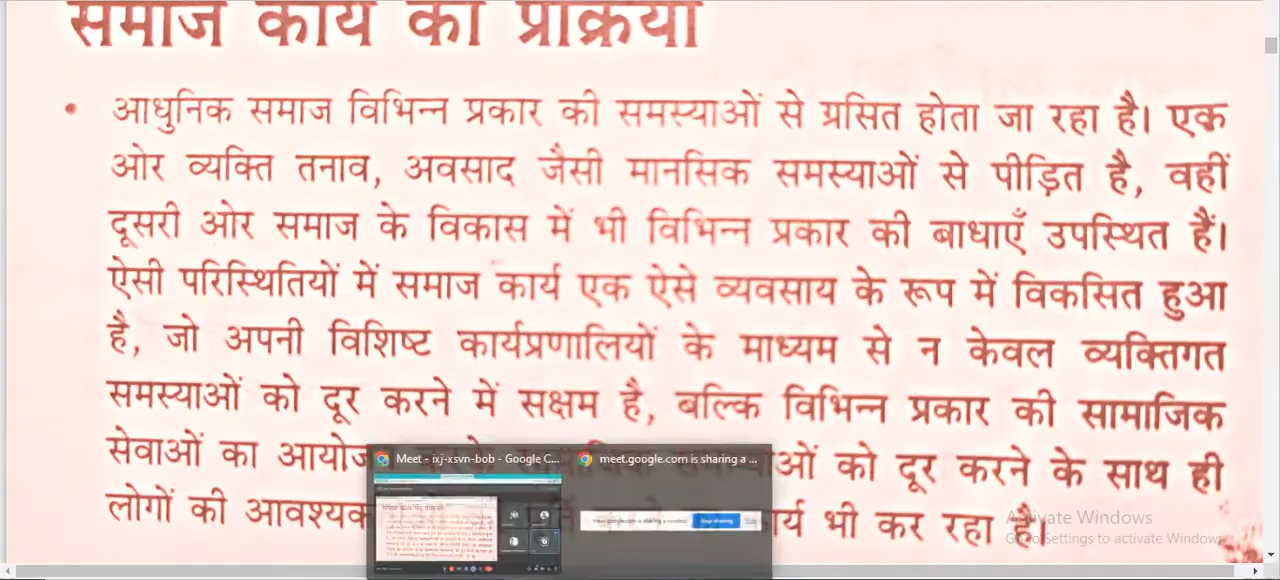 समाज कार्य की प्रक्रिया
• आधुनिक समाज विभिन्न प्रकार की समस्याओं से ग्रसित होता जा रहा है। एक
ओर व्यक्ति तनाव, अवसाद जैसी मानसिक समस्याओं से पीड़ित है, वहीं
दूसरी ओर समाज के विकास में भी विभिन्न प्रकार की बाधाएँ उपस्थित हैं।
ऐसी परिस्थितियों में समाज कार्य एक ऐसे व्यवसाय के रूप में विकसित हुआ
है, जो अपनी विशिष्ट कार्यप्रणालियों के माध्यम से न केवल व्यक्तिगत
समस्याओं को दूर करने में सक्षम है, बल्कि विभिन्न प्रकार की सामाजिक
सेवाओं का को दूर करने के साथ ही
लोगों की भी कर रहा है।
Meet - ixj-xsvn-bob - Google C...
meet.google.com is sharing a ...
Stop sharing
Activate Windows
Go to Settings to activate Windows.